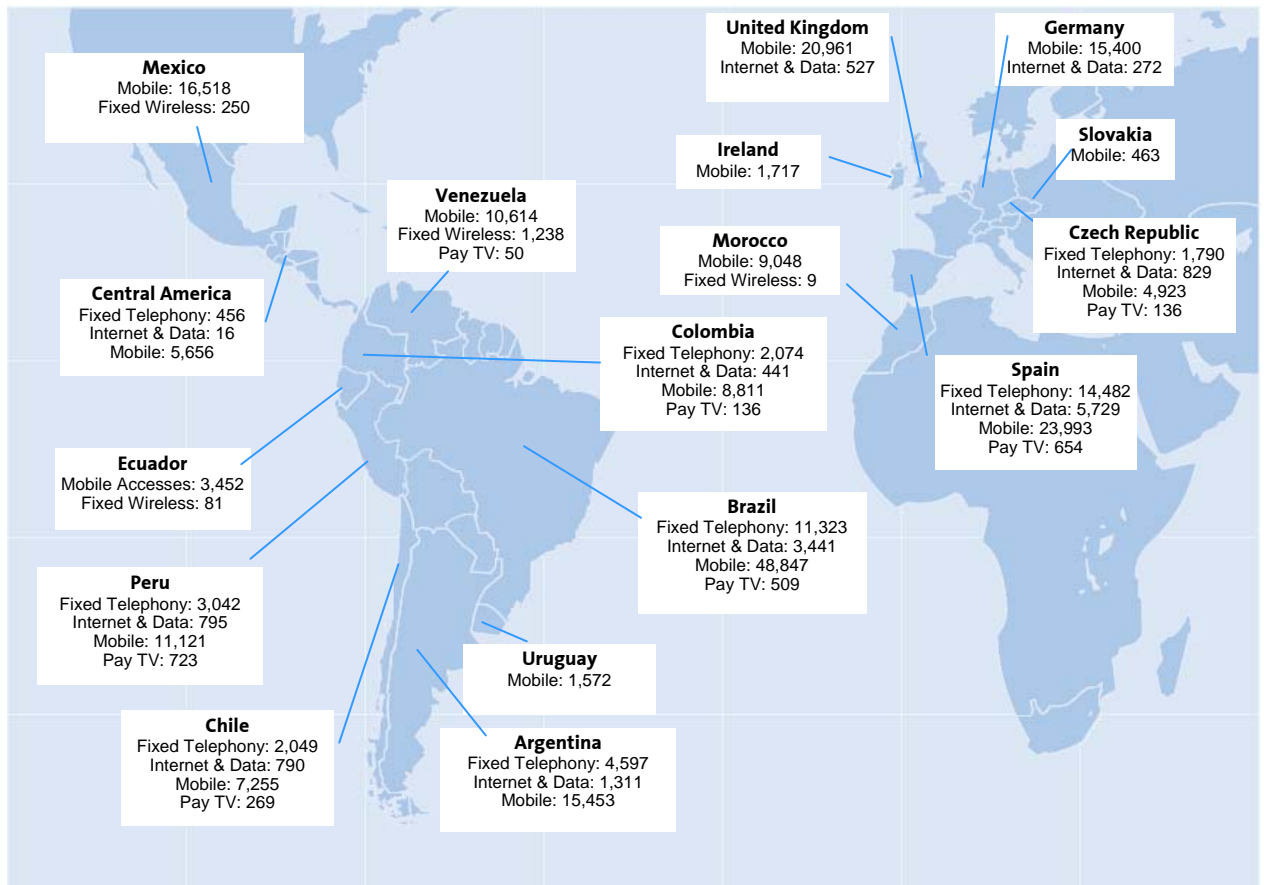 Mexico
Mobile: 16,518
Fixed Wireless: 250
United Kingdom
Mobile: 20,961
Internet & Data: 527
Germany
Mobile: 15,400
Internet & Data: 272
Ireland
Mobile: 1,717
Slovakia
Mobile: 463
Venezuela
Mobile: 10,614
Fixed Wireless: 1,238
Pay TV: 50
Morocco
Mobile: 9,048
Fixed Wireless: 9
Czech Republic
Fixed Telephony: 1,790
Internet & Data: 829
Mobile: 4,923
Pay TV: 136
Central America
Fixed Telephony: 456
Internet & Data: 16
Mobile: 5,656
Colombia
Fixed Telephony: 2,074
Internet & Data: 441
Mobile: 8,811
Pay TV: 136
Spain
Fixed Telephony: 14,482
Internet & Data: 5,729
Mobile: 23,993
Pay TV: 654
Ecuador
Mobile Accesses: 3,452
Fixed Wireless: 81
Brazil
Fixed Telephony: 11,323
Internet & Data: 3,441
Mobile: 48,847
Pay TV: 509
Peru
Fixed Telephony: 3,042
Internet & Data: 795
Mobile: 11,121
Pay TV: 723
Uruguay
Mobile: 1,572
Chile
Fixed Telephony: 2,049
Internet & Data: 790
Mobile: 7,255
Pay TV: 269
Argentina
Fixed Telephony: 4,597
Internet & Data: 1,311
Mobile: 15,453